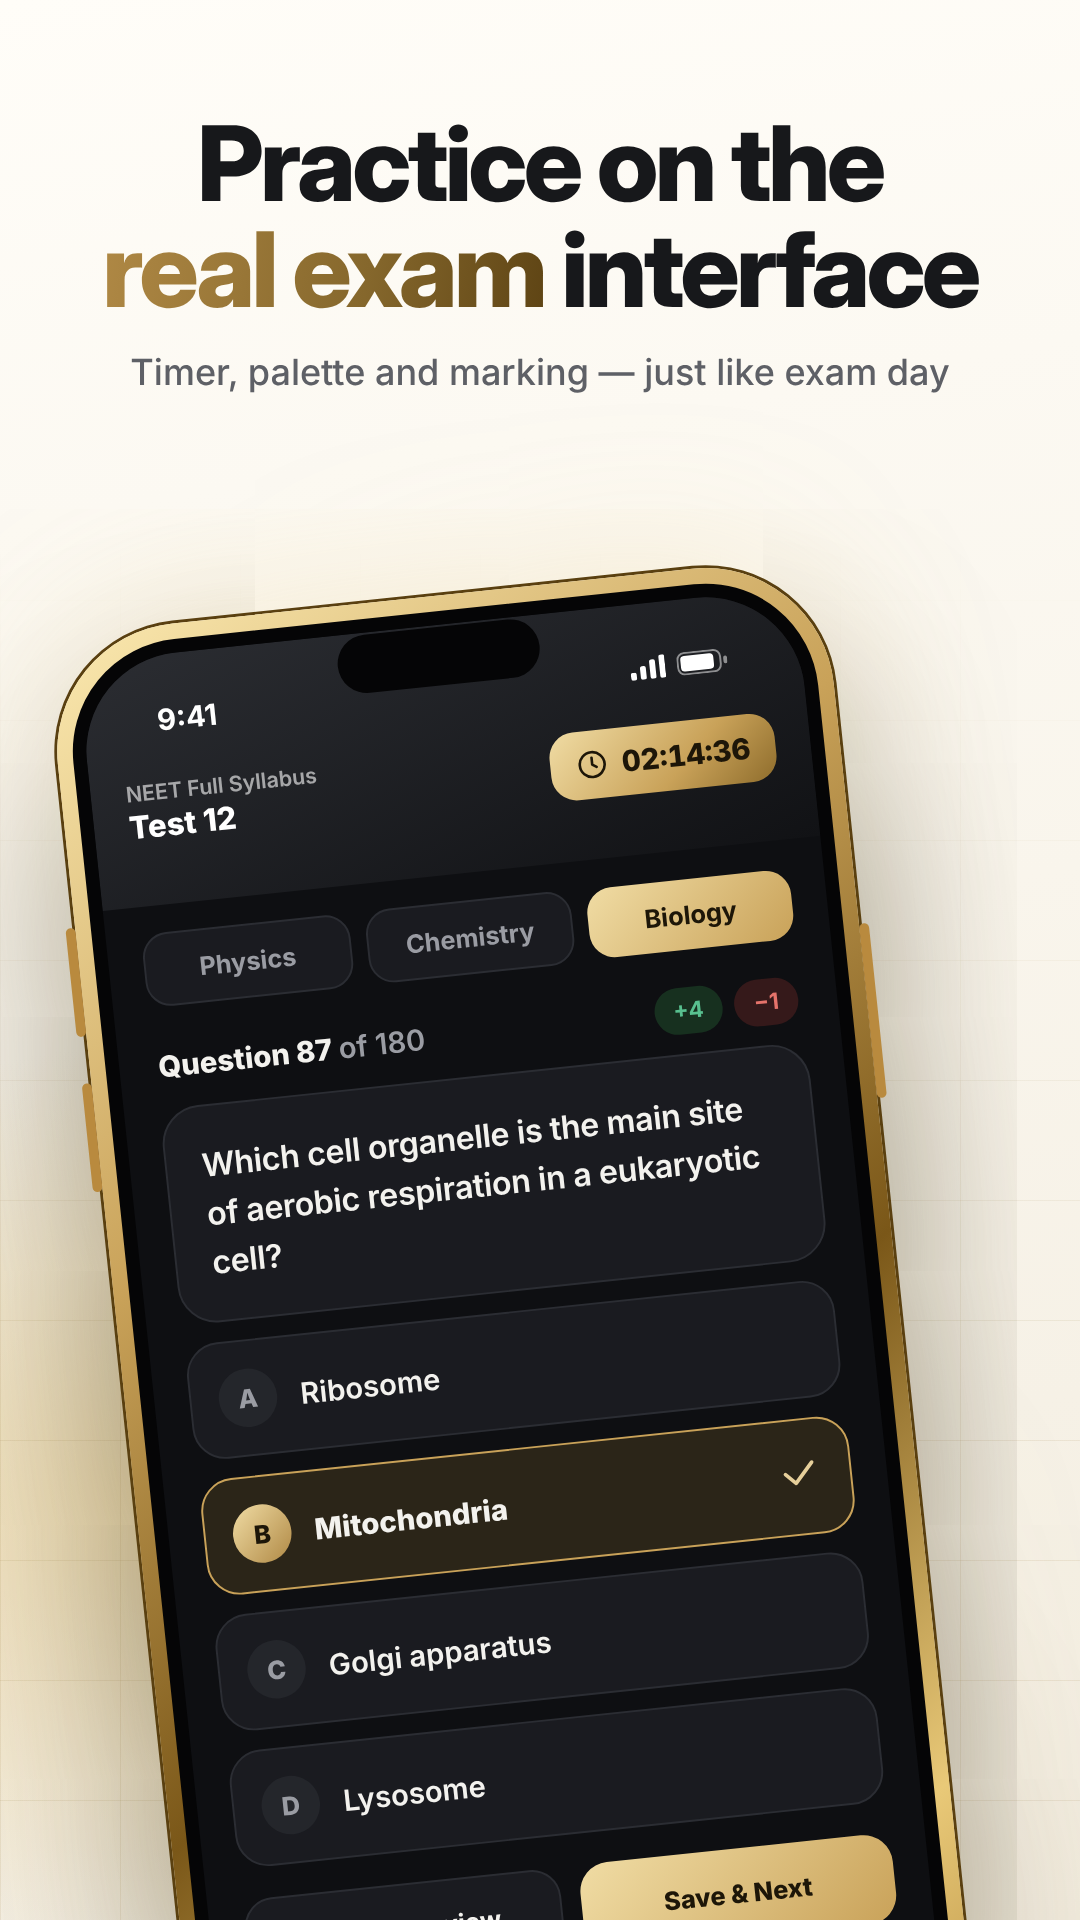 Practice on the
real exam interface
Timer, palette and marking — just like exam day
9:41
NEET Full Syllabus
Test 12
02:14:36
Physics
Chemistry
Biology
Question 87 of 180
+4
−1
Which cell organelle is the main site
of aerobic respiration in a eukaryotic
cell?
A
Ribosome
B
Mitochondria
C
Golgi apparatus
D
Lysosome
Save & Next